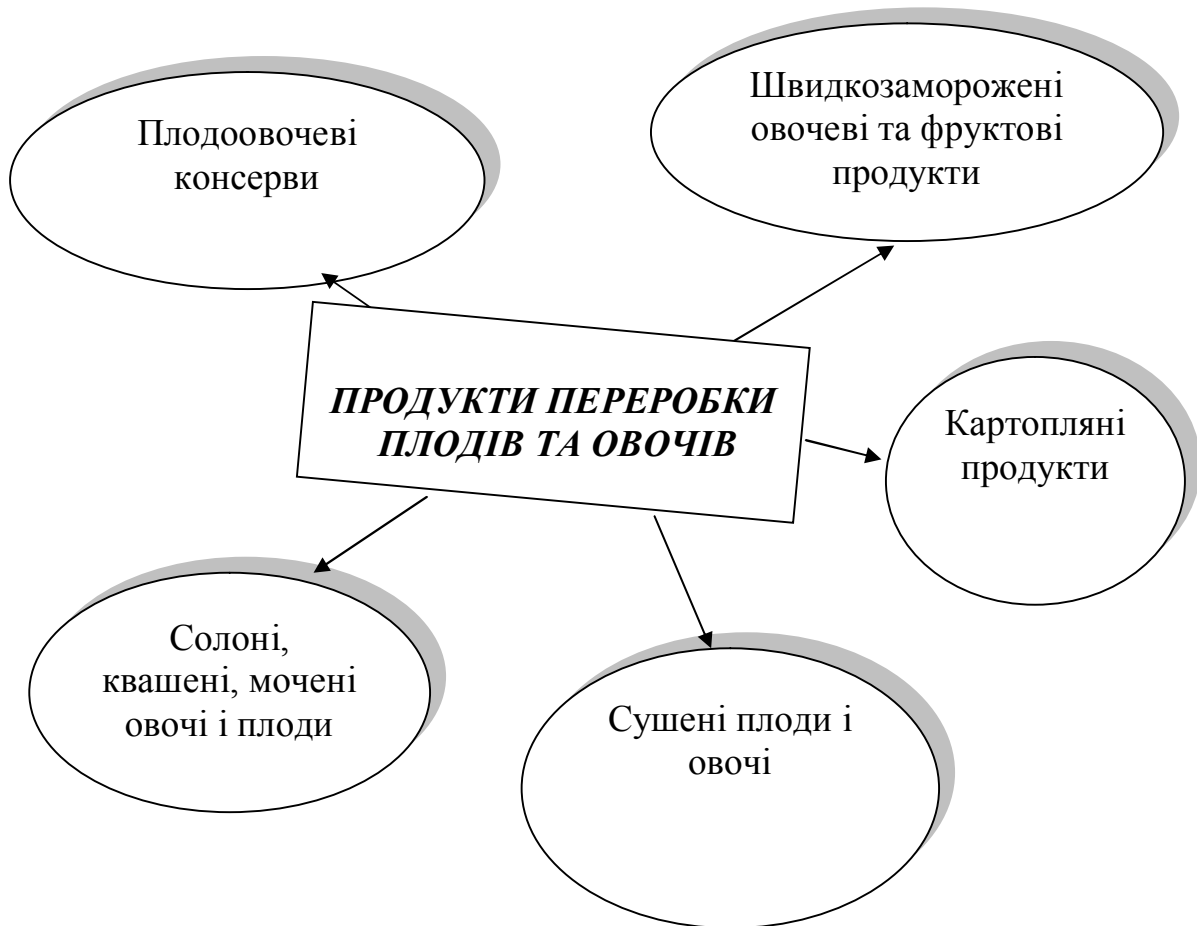 Плодоовочеві
консерви
Швидкозаморожені
овочеві та фруктові
продукти
ПРОДУКТИ ПЕРЕРОБКИ
ПЛОДІВ ТА ОВОЧІВ
Картопляні
продукти
Солоні,
квашені, мочені
овочі і плоди
Сушені плоди і
овочі